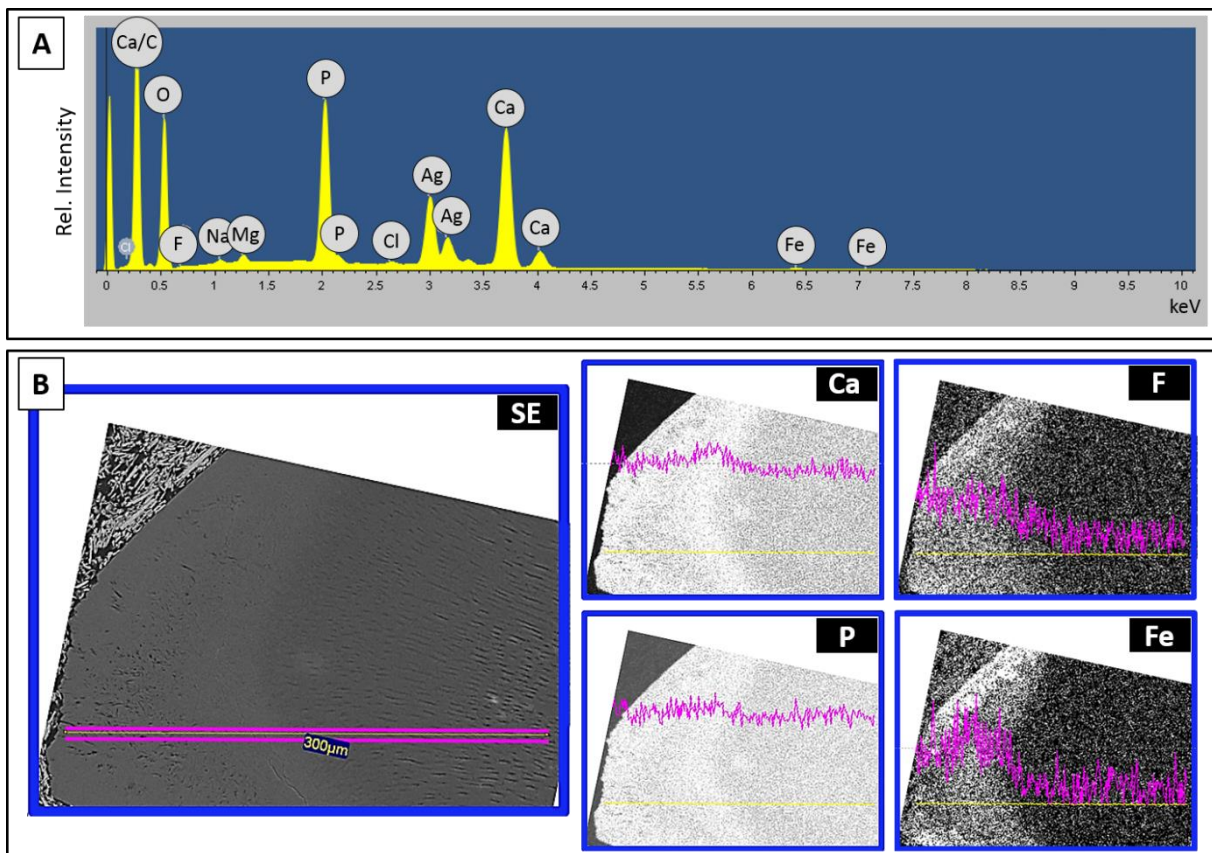 A
Rel. Intensity
Ca/C
O
F
Na
Mg
P
P
Cl
Ag
Ag
Ca
Ca
Fe
Fe
Cl
0 0.5 1 1.5 2 2.5 3 3.5 4 4.5 5 5.5 6 6.5 7 7.5 8 8.5 9 9.5 10
keV
B
SE
300µm
Ca
F
P
Fe